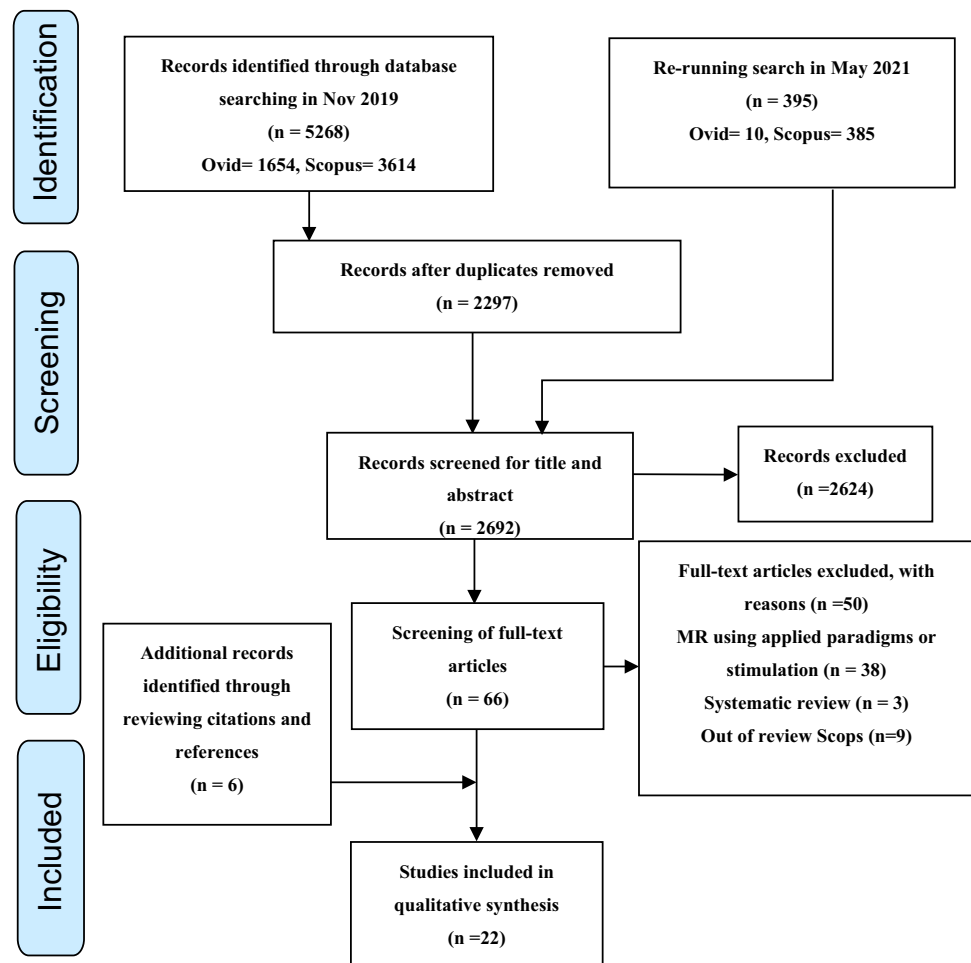 Identification
Records identified through database
searching in Nov 2019
(n = 5268)
Ovid= 1654, Scopus= 3614
Re-running search in May 2021
(n = 395)
Ovid= 10, Scopus= 385
Screening
Records after duplicates removed
(n = 2297)
Records screened for title and
abstract
(n = 2692)
Records excluded
(n =2624)
Eligibility
Screening of full-text
articles
(n = 66)
Full-text articles excluded, with
reasons (n =50)
MR using applied paradigms or
stimulation (n = 38)
Systematic review (n = 3)
Out of review Scops (n=9)
Additional records
identified through
reviewing citations and
references
(n = 6)
Included
Studies included in
qualitative synthesis
(n =22)